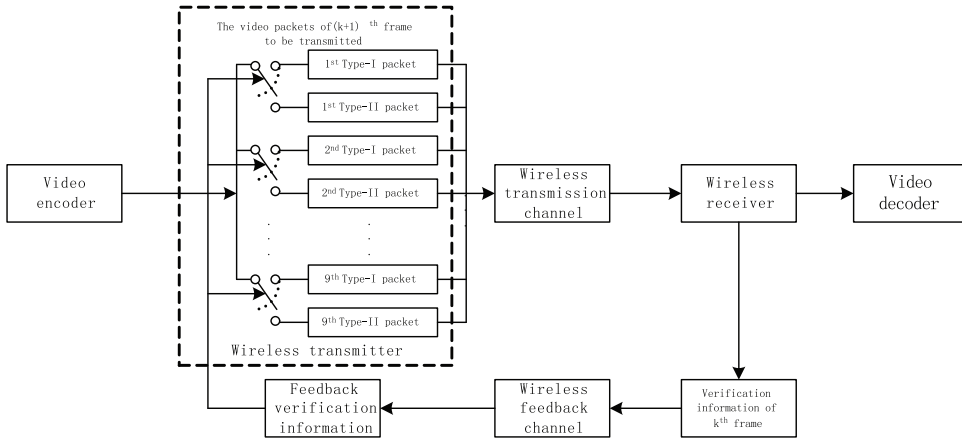 The video packets of(k+1) th frame
to be transmitted
1st Type-I packet
1st Type-II packet
2nd Type-I packet
2nd Type-II packet
. .
. .
. .
9th Type-I packet
9th Type-II packet
Wireless transmitter
Video
encoder
Wireless
transmission
channel
Wireless
receiver
Video
decoder
Feedback
verification
information
Wireless
feedback
channel
Verification
information of
kth frame